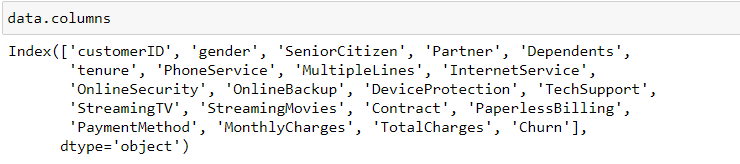 data.columns
Index(['customerID', 'gender', 'SeniorCitizen', 'Partner', 'Dependents',
'tenure', 'PhoneService', 'MultipleLines', 'InternetService',
'OnlineSecurity', 'OnlineBackup', 'DeviceProtection', 'TechSupport',
'StreamingTV', 'StreamingMovies', 'Contract', 'PaperlessBilling',
'PaymentMethod', 'MonthlyCharges', 'TotalCharges', 'Churn'],
dtype='object')